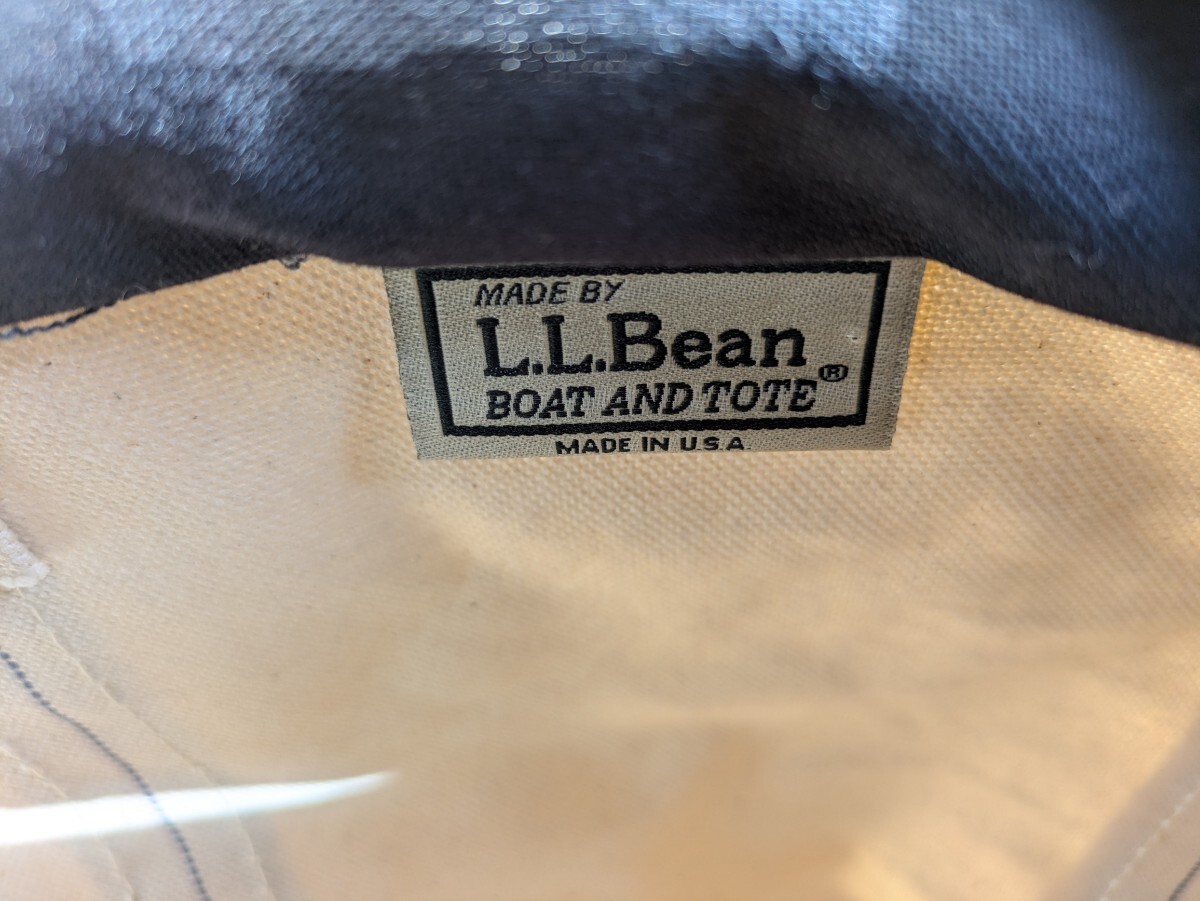 MADE BY
L.L.Bean
BOAT AND TOTE®
MADE IN U.S.A.